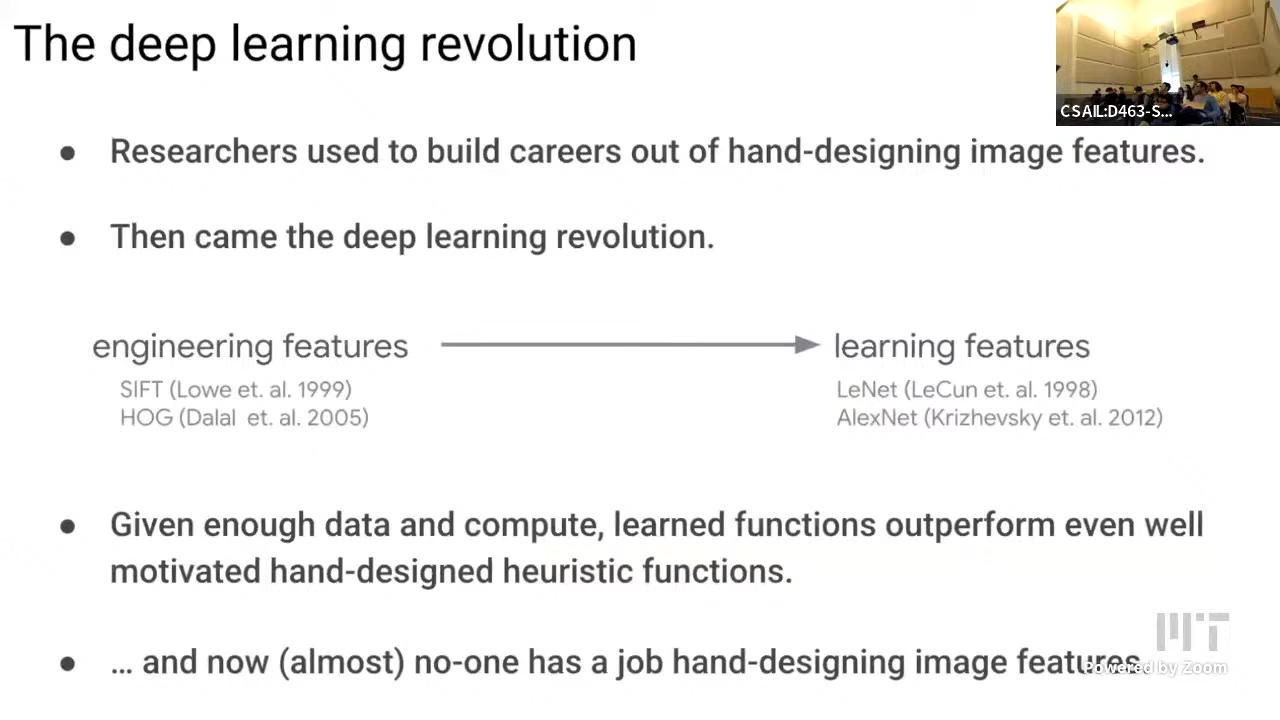 The deep learning revolution
CSAIL:D463-S...
● Researchers used to build careers out of hand-designing image features.
● Then came the deep learning revolution.
engineering features
SIFT (Lowe et. al. 1999)
HOG (Dalal et. al. 2005)
learning features
LeNet (LeCun et. al. 1998)
AlexNet (Krizhevsky et. al. 2012)
● Given enough data and compute, learned functions outperform even well
motivated hand-designed heuristic functions.
● ... and now (almost) no-one has a job hand-designing image features.
MIT
Powered by Zoom